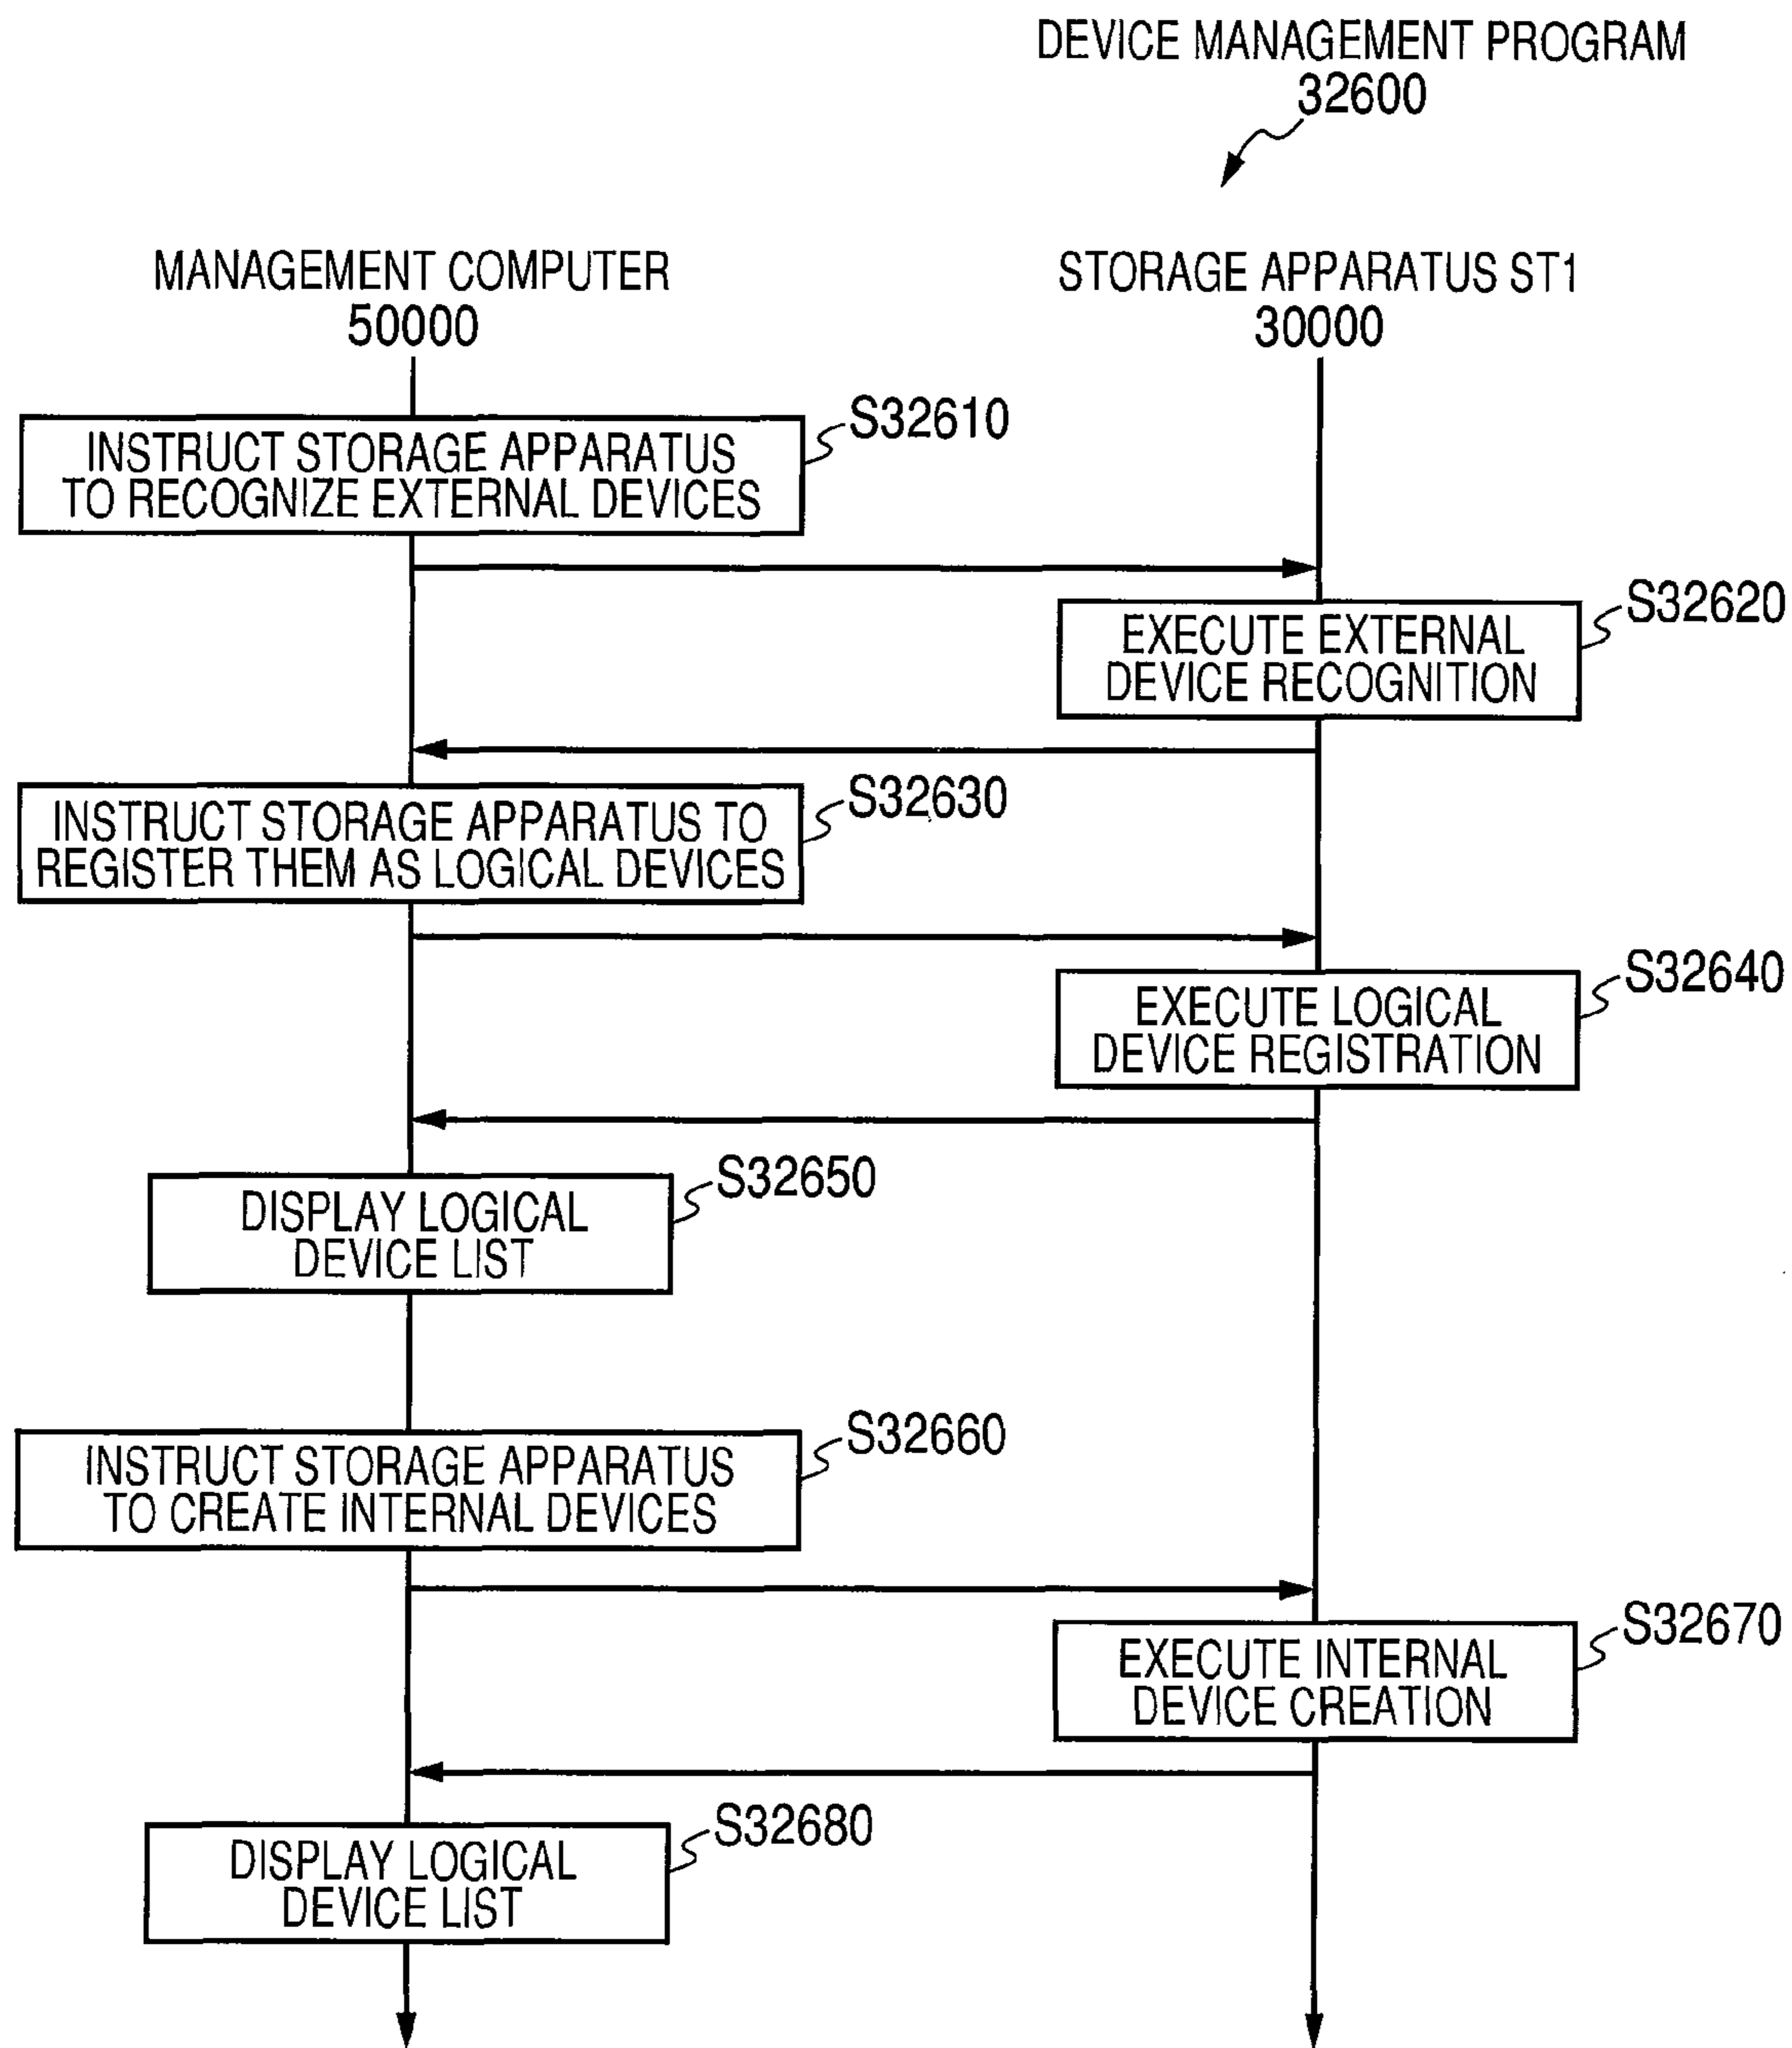 DEVICE MANAGEMENT PROGRAM
32600
MANAGEMENT COMPUTER
50000
STORAGE APPARATUS ST1
30000
INSTRUCT STORAGE APPARATUS
TO RECOGNIZE EXTERNAL DEVICES
S32610
EXECUTE EXTERNAL
DEVICE RECOGNITION
S32620
INSTRUCT STORAGE APPARATUS TO
REGISTER THEM AS LOGICAL DEVICES
S32630
EXECUTE LOGICAL
DEVICE REGISTRATION
S32640
DISPLAY LOGICAL
DEVICE LIST
S32650
INSTRUCT STORAGE APPARATUS
TO CREATE INTERNAL DEVICES
S32660
EXECUTE INTERNAL
DEVICE CREATION
S32670
DISPLAY LOGICAL
DEVICE LIST
S32680